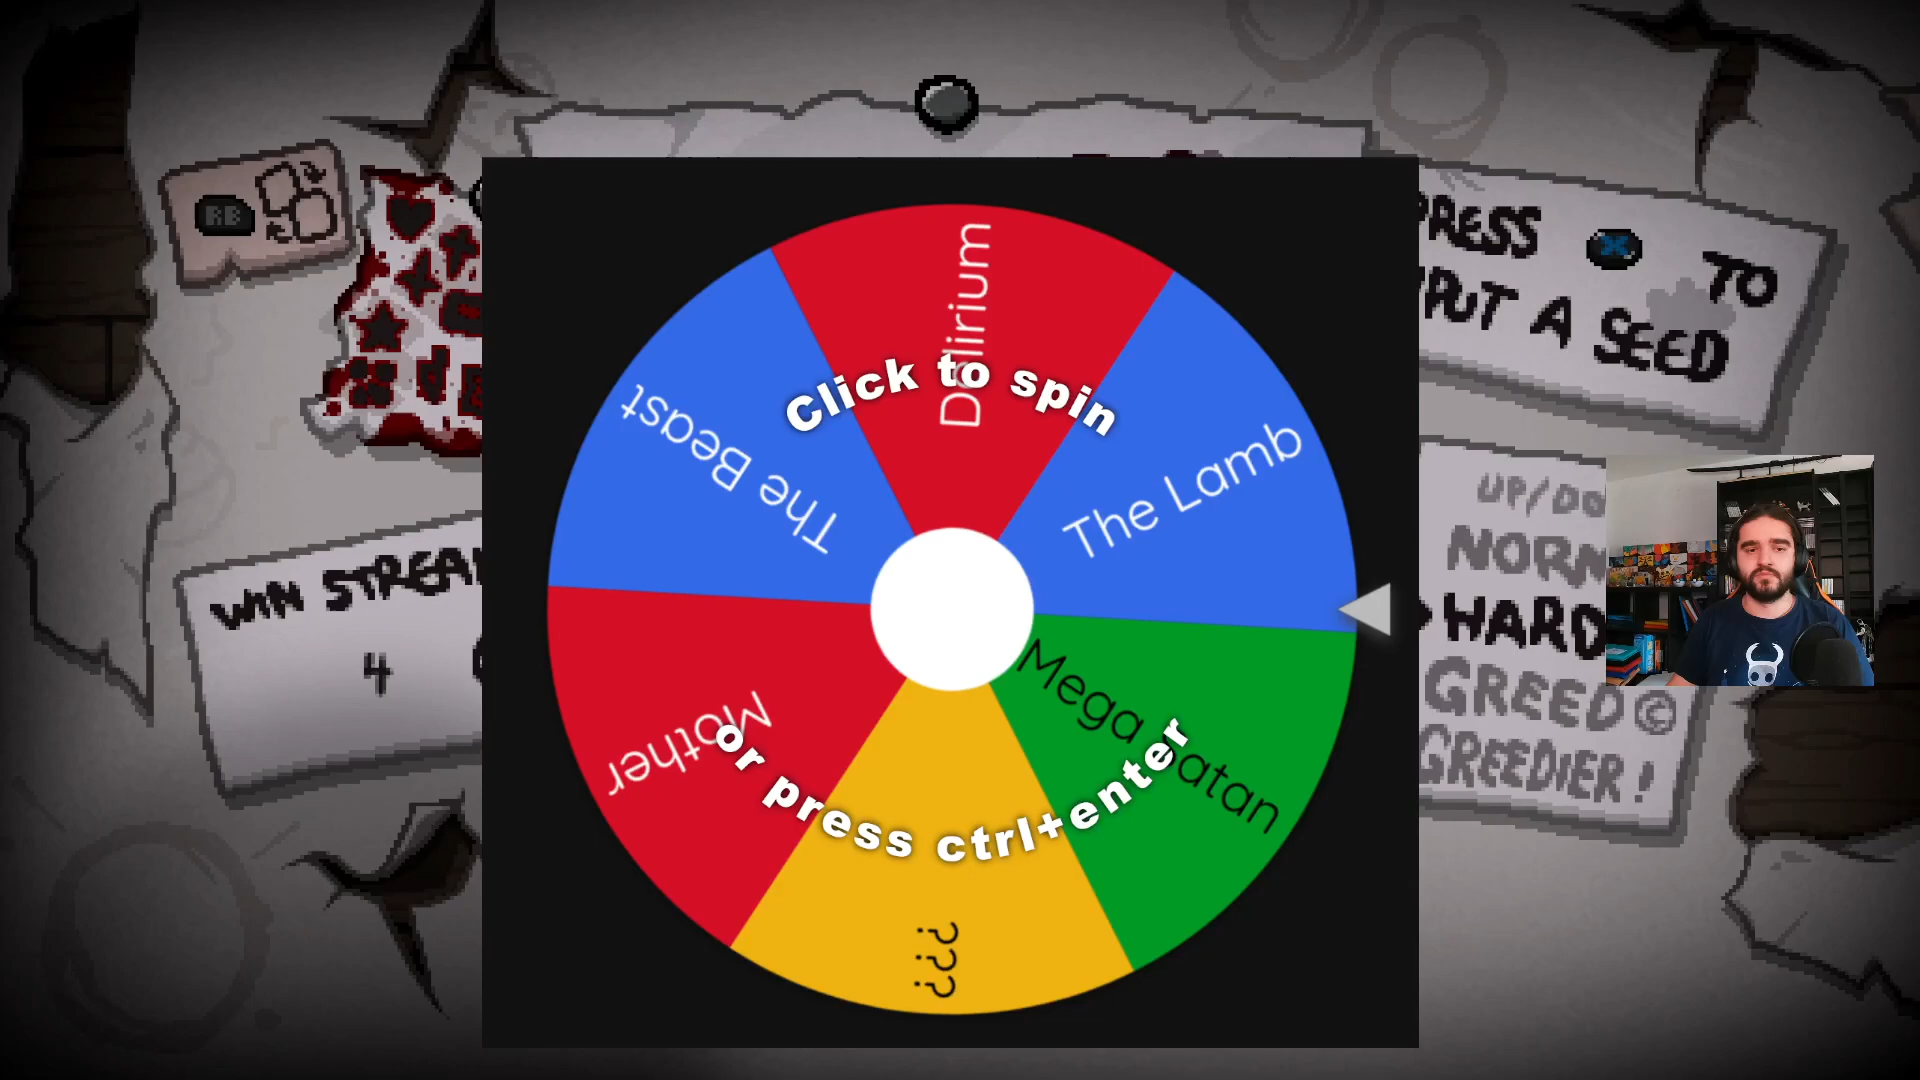 RB
PRESS X TO
PUT A SEED
WIN STREA
4
UP/DO
NORM
HARD
GREED
GREEDIER!
Click to spin
or press ctrl+enter
Delirium
The Lamb
Mega Satan
???
Mother
The Beast